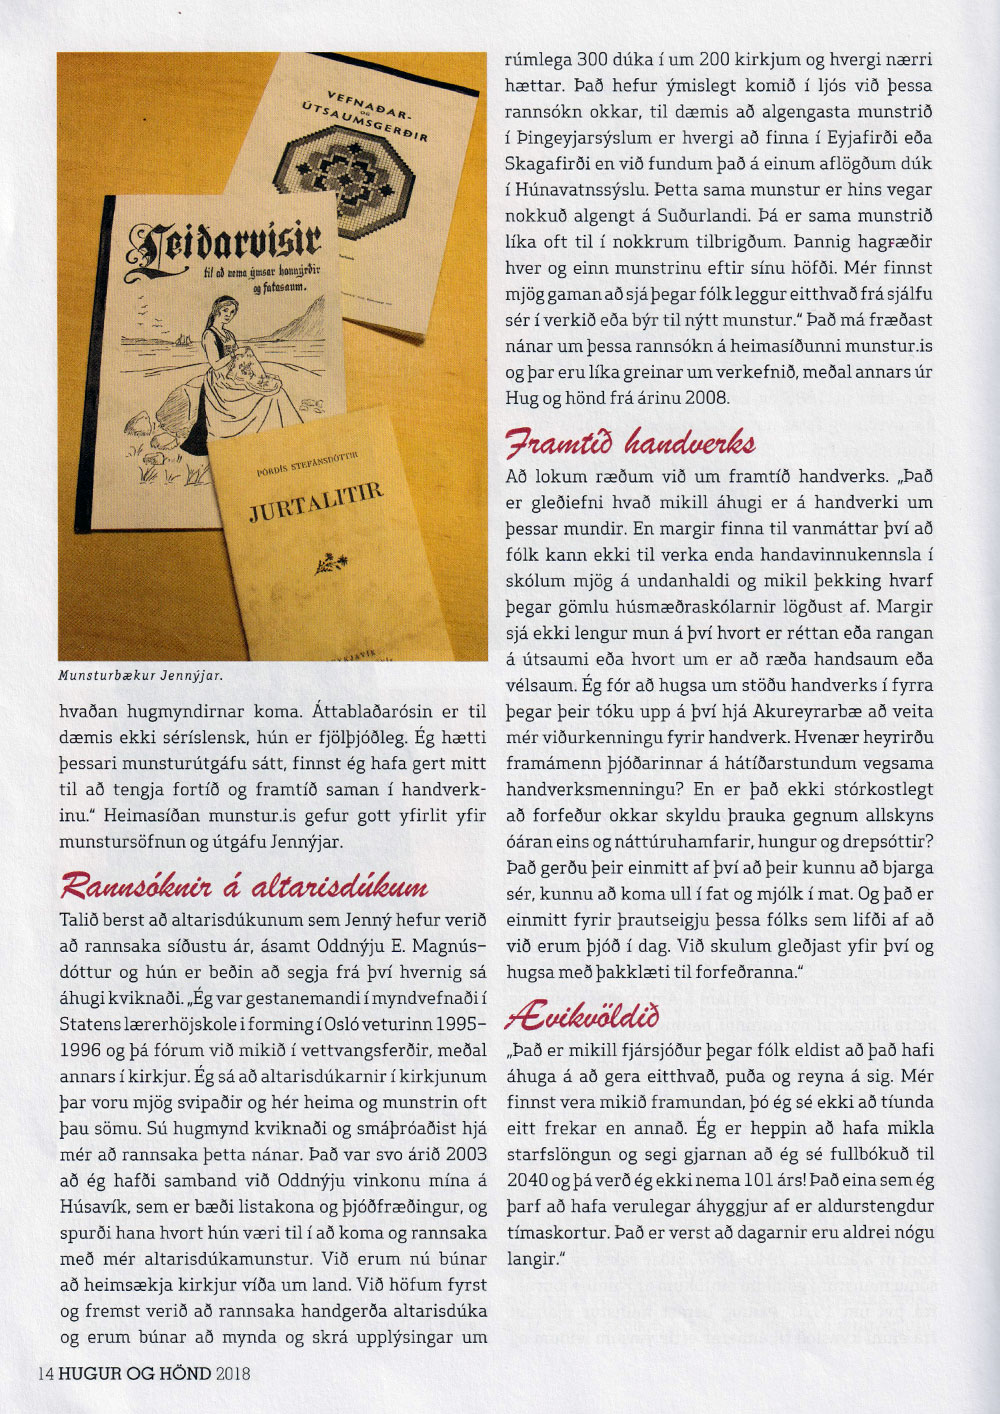 VEFNAÐAR-
OG
ÚTSAUMSGERÐIR
Leiðarvísir
til að nema ýmsar hannyrðir
og fatasaum.
ÞÓRDÍS STEFÁNSDÓTTIR
JURTALITIR
Munsturbækur Jennýjar.
hvaðan hugmyndirnar koma. Áttablaðarósin er til
dæmis ekki séríslensk, hún er fjölþjóðleg. Ég hætti
þessari munsturútgáfu sátt, finnst ég hafa gert mitt
til að tengja fortíð og framtíð saman í handverk-
inu.“ Heimasíðan munstur.is gefur gott yfirlit yfir
munstursöfnun og útgáfu Jennýjar.
Rannsóknir á altarisdúkum
Talið berst að altarisdúkunum sem Jenný hefur verið
að rannsaka síðustu ár, ásamt Oddnýju E. Magnús-
dóttur og hún er beðin að segja frá því hvernig sá
áhugi kviknaði. „Ég var gestanemandi í myndvefnaði í
Statens lærerhöjskole i forming í Osló veturinn 1995–
1996 og þá fórum við mikið í vettvangsferðir, meðal
annars í kirkjur. Ég sá að altarisdúkarnir í kirkjunum
þar voru mjög svipaðir og hér heima og munstrin oft
þau sömu. Sú hugmynd kviknaði og smáþróaðist hjá
mér að rannsaka þetta nánar. Það var svo árið 2003
að ég hafði samband við Oddnýju vinkonu mína á
Húsavík, sem er bæði listakona og þjóðfræðingur, og
spurði hana hvort hún væri til í að koma og rannsaka
með mér altarisdúkamunstur. Við erum nú búnar
að heimsækja kirkjur víða um land. Við höfum fyrst
og fremst verið að rannsaka handgerða altarisdúka
og erum búnar að mynda og skrá upplýsingar um
rúmlega 300 dúka í um 200 kirkjum og hvergi nærri
hættar. Það hefur ýmislegt komið í ljós við þessa
rannsókn okkar, til dæmis að algengasta munstrið
í Þingeyjarsýslum er hvergi að finna í Eyjafirði eða
Skagafirði en við fundum það á einum aflögðum dúk
í Húnavatnssýslu. Þetta sama munstur er hins vegar
nokkuð algengt á Suðurlandi. Þá er sama munstrið
líka oft til í nokkrum tilbrigðum. Þannig hagræðir
hver og einn munstrinu eftir sínu höfði. Mér finnst
mjög gaman að sjá þegar fólk leggur eitthvað frá sjálfu
sér í verkið eða býr til nýtt munstur.“ Það má fræðast
nánar um þessa rannsókn á heimasíðunni munstur.is
og þar eru líka greinar um verkefnið, meðal annars úr
Hug og hönd frá árinu 2008.
Framtíð handverks
Að lokum ræðum við um framtíð handverks. „Það
er gleðiefni hvað mikill áhugi er á handverki um
þessar mundir. En margir finna til vanmáttar því að
fólk kann ekki til verka enda handavinnukennsla í
skólum mjög á undanhaldi og mikil þekking hvarf
þegar gömlu húsmæðraskólarnir lögðust af. Margir
sjá ekki lengur mun á því hvort er réttan eða rangan
á útsaumi eða hvort um er að ræða handsaum eða
vélsaum. Ég fór að hugsa um stöðu handverks í fyrra
þegar þeir tóku upp á því hjá Akureyrarbæ að veita
mér viðurkenningu fyrir handverk. Hvenær heyrirðu
framámenn þjóðarinnar á hátíðarstundum vegsama
handverksmenningu? En er það ekki stórkostlegt
að forfeður okkar skyldu þrauka gegnum allskyns
óáran eins og náttúruhamfarir, hungur og drepsóttir?
Það gerðu þeir einmitt af því að þeir kunnu að bjarga
sér, kunnu að koma ull í fat og mjólk í mat. Og það er
einmitt fyrir þrautseigju þessa fólks sem lifði af að
við erum þjóð í dag. Við skulum gleðjast yfir því og
hugsa með þakklæti til forfeðranna.“
Ævikvöldið
„Það er mikill fjársjóður þegar fólk eldist að það hafi
áhuga á að gera eitthvað, puða og reyna á sig. Mér
finnst vera mikið framundan, þó ég sé ekki að tíunda
eitt frekar en annað. Ég er heppin að hafa mikla
starfslöngun og segi gjarnan að ég sé fullbókuð til
2040 og þá verð ég ekki nema 101 árs! Það eina sem ég
þarf að hafa verulegar áhyggjur af er aldurstengdur
tímaskortur. Það er verst að dagarnir eru aldrei nógu
langir.“
14 HUGUR OG HÖND 2018